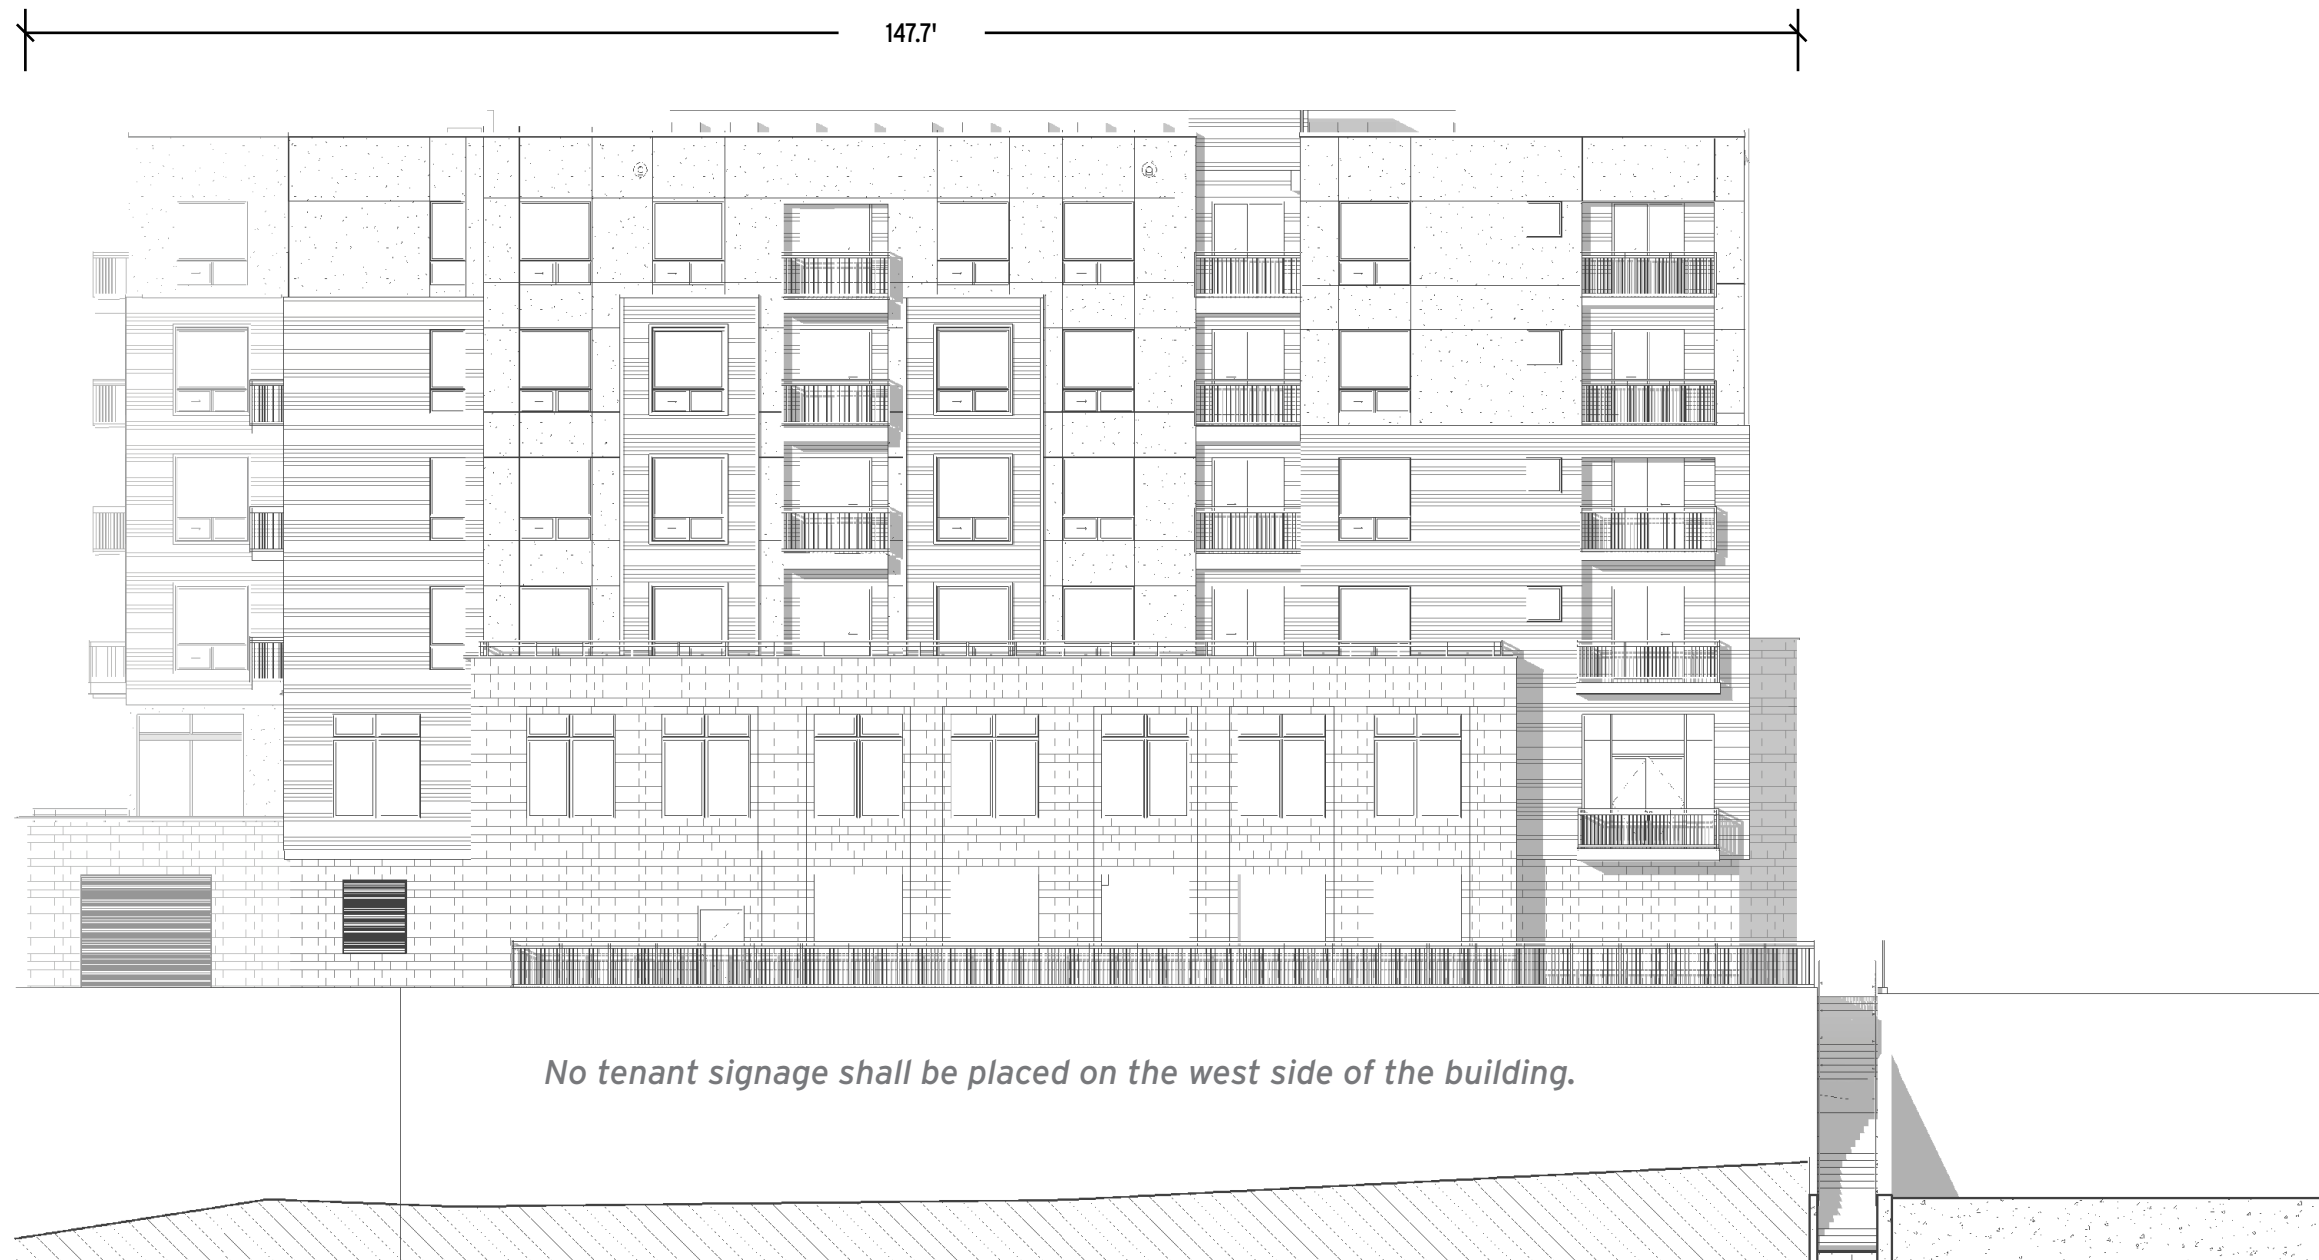 147.7'
No tenant signage shall be placed on the west side of the building.